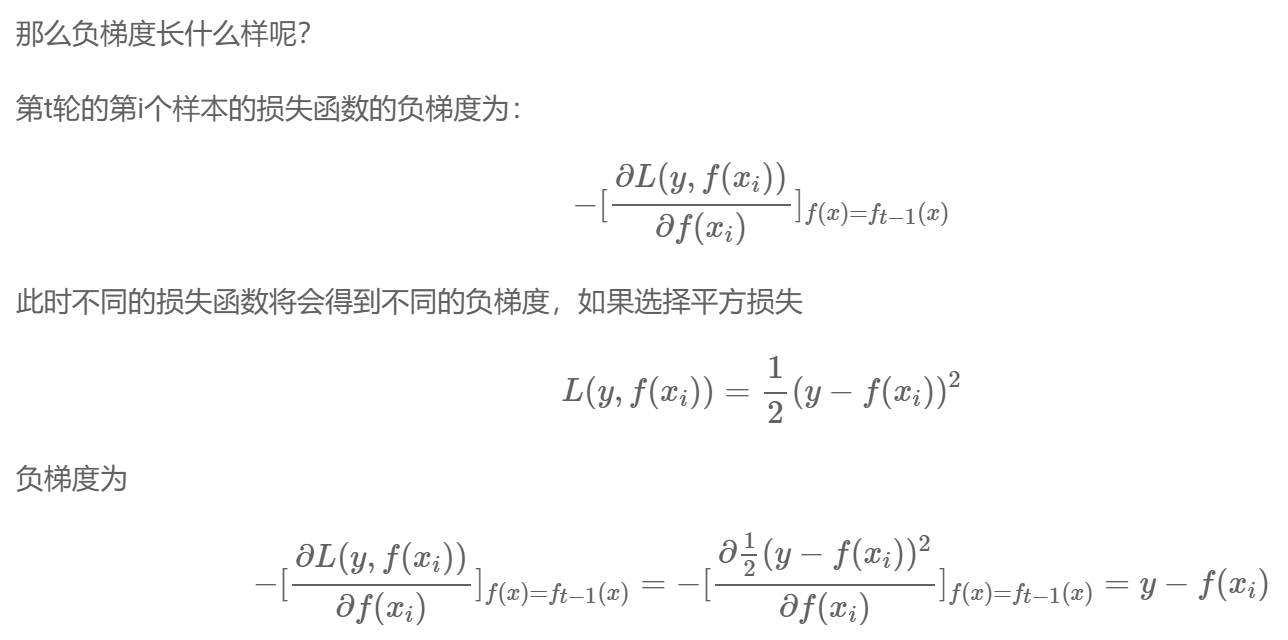 那么负梯度长什么样呢？
第t轮的第i个样本的损失函数的负梯度为：
$-[\frac{\partial L(y, f(x_i))}{\partial f(x_i)}]_{f(x)=f_{t-1}(x)}$
此时不同的损失函数将会得到不同的负梯度，如果选择平方损失
$L(y, f(x_i)) = \frac{1}{2}(y - f(x_i))^2$
负梯度为
$-[\frac{\partial L(y, f(x_i))}{\partial f(x_i)}]_{f(x)=f_{t-1}(x)} = -[\frac{\partial \frac{1}{2}(y - f(x_i))^2}{\partial f(x_i)}]_{f(x)=f_{t-1}(x)} = y - f(x_i)$